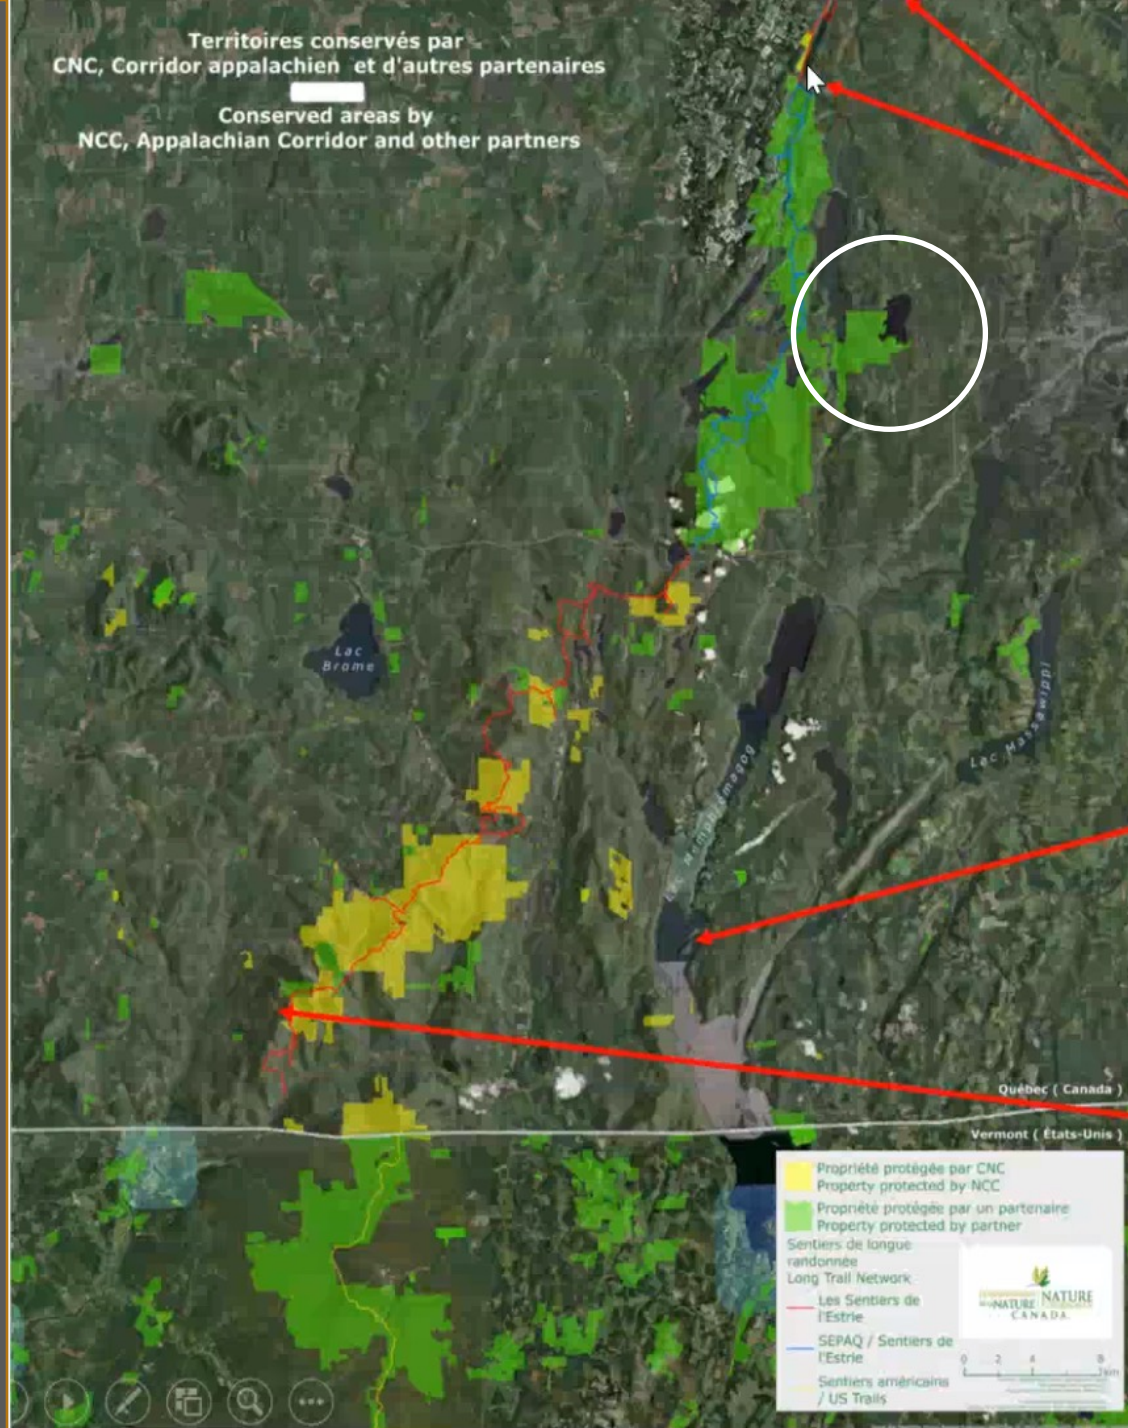 Territoires conservés par
CNC, Corridor appalachien et d'autres partenaires
Conserved areas by
NCC, Appalachian Corridor and other partners
Lac
Brome
Memphrémagog
Lac Massawippi
Québec ( Canada )
Vermont ( États-Unis )
Propriété protégée par CNC
Property protected by NCC
Propriété protégée par un partenaire
Property protected by partner
Sentiers de longue
randonnée
Long Trail Network
Les Sentiers de
l'Estrie
SEPAQ / Sentiers de
l'Estrie
Sentiers américains
/ US Trails
NATURE
NATURE
CANADA
0 2 4 8
km